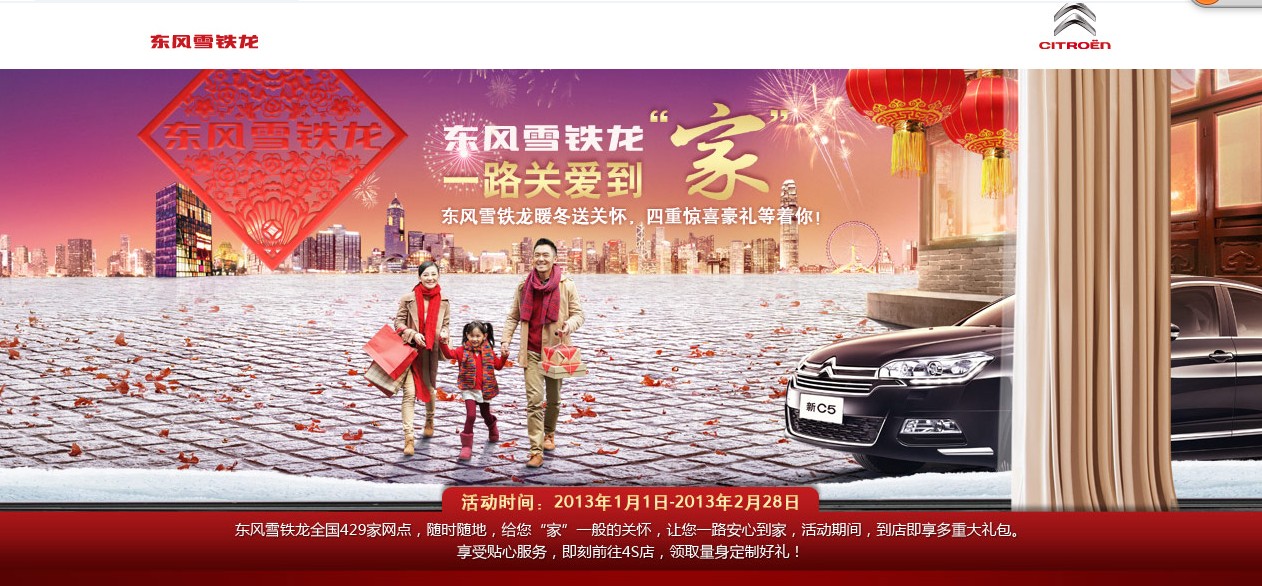 东风雪铁龙
CITROËN
东风雪铁龙
东风雪铁龙“家”
一路关爱到
东风雪铁龙暖冬送关怀，四重惊喜豪礼等着你！
新C5
活动时间：2013年1月1日-2013年2月28日
东风雪铁龙全国429家网点，随时随地，给您“家”一般的关怀，让您一路安心到家，活动期间，到店即享多重大礼包。
享受贴心服务，即刻前往4S店，领取量身定制好礼！